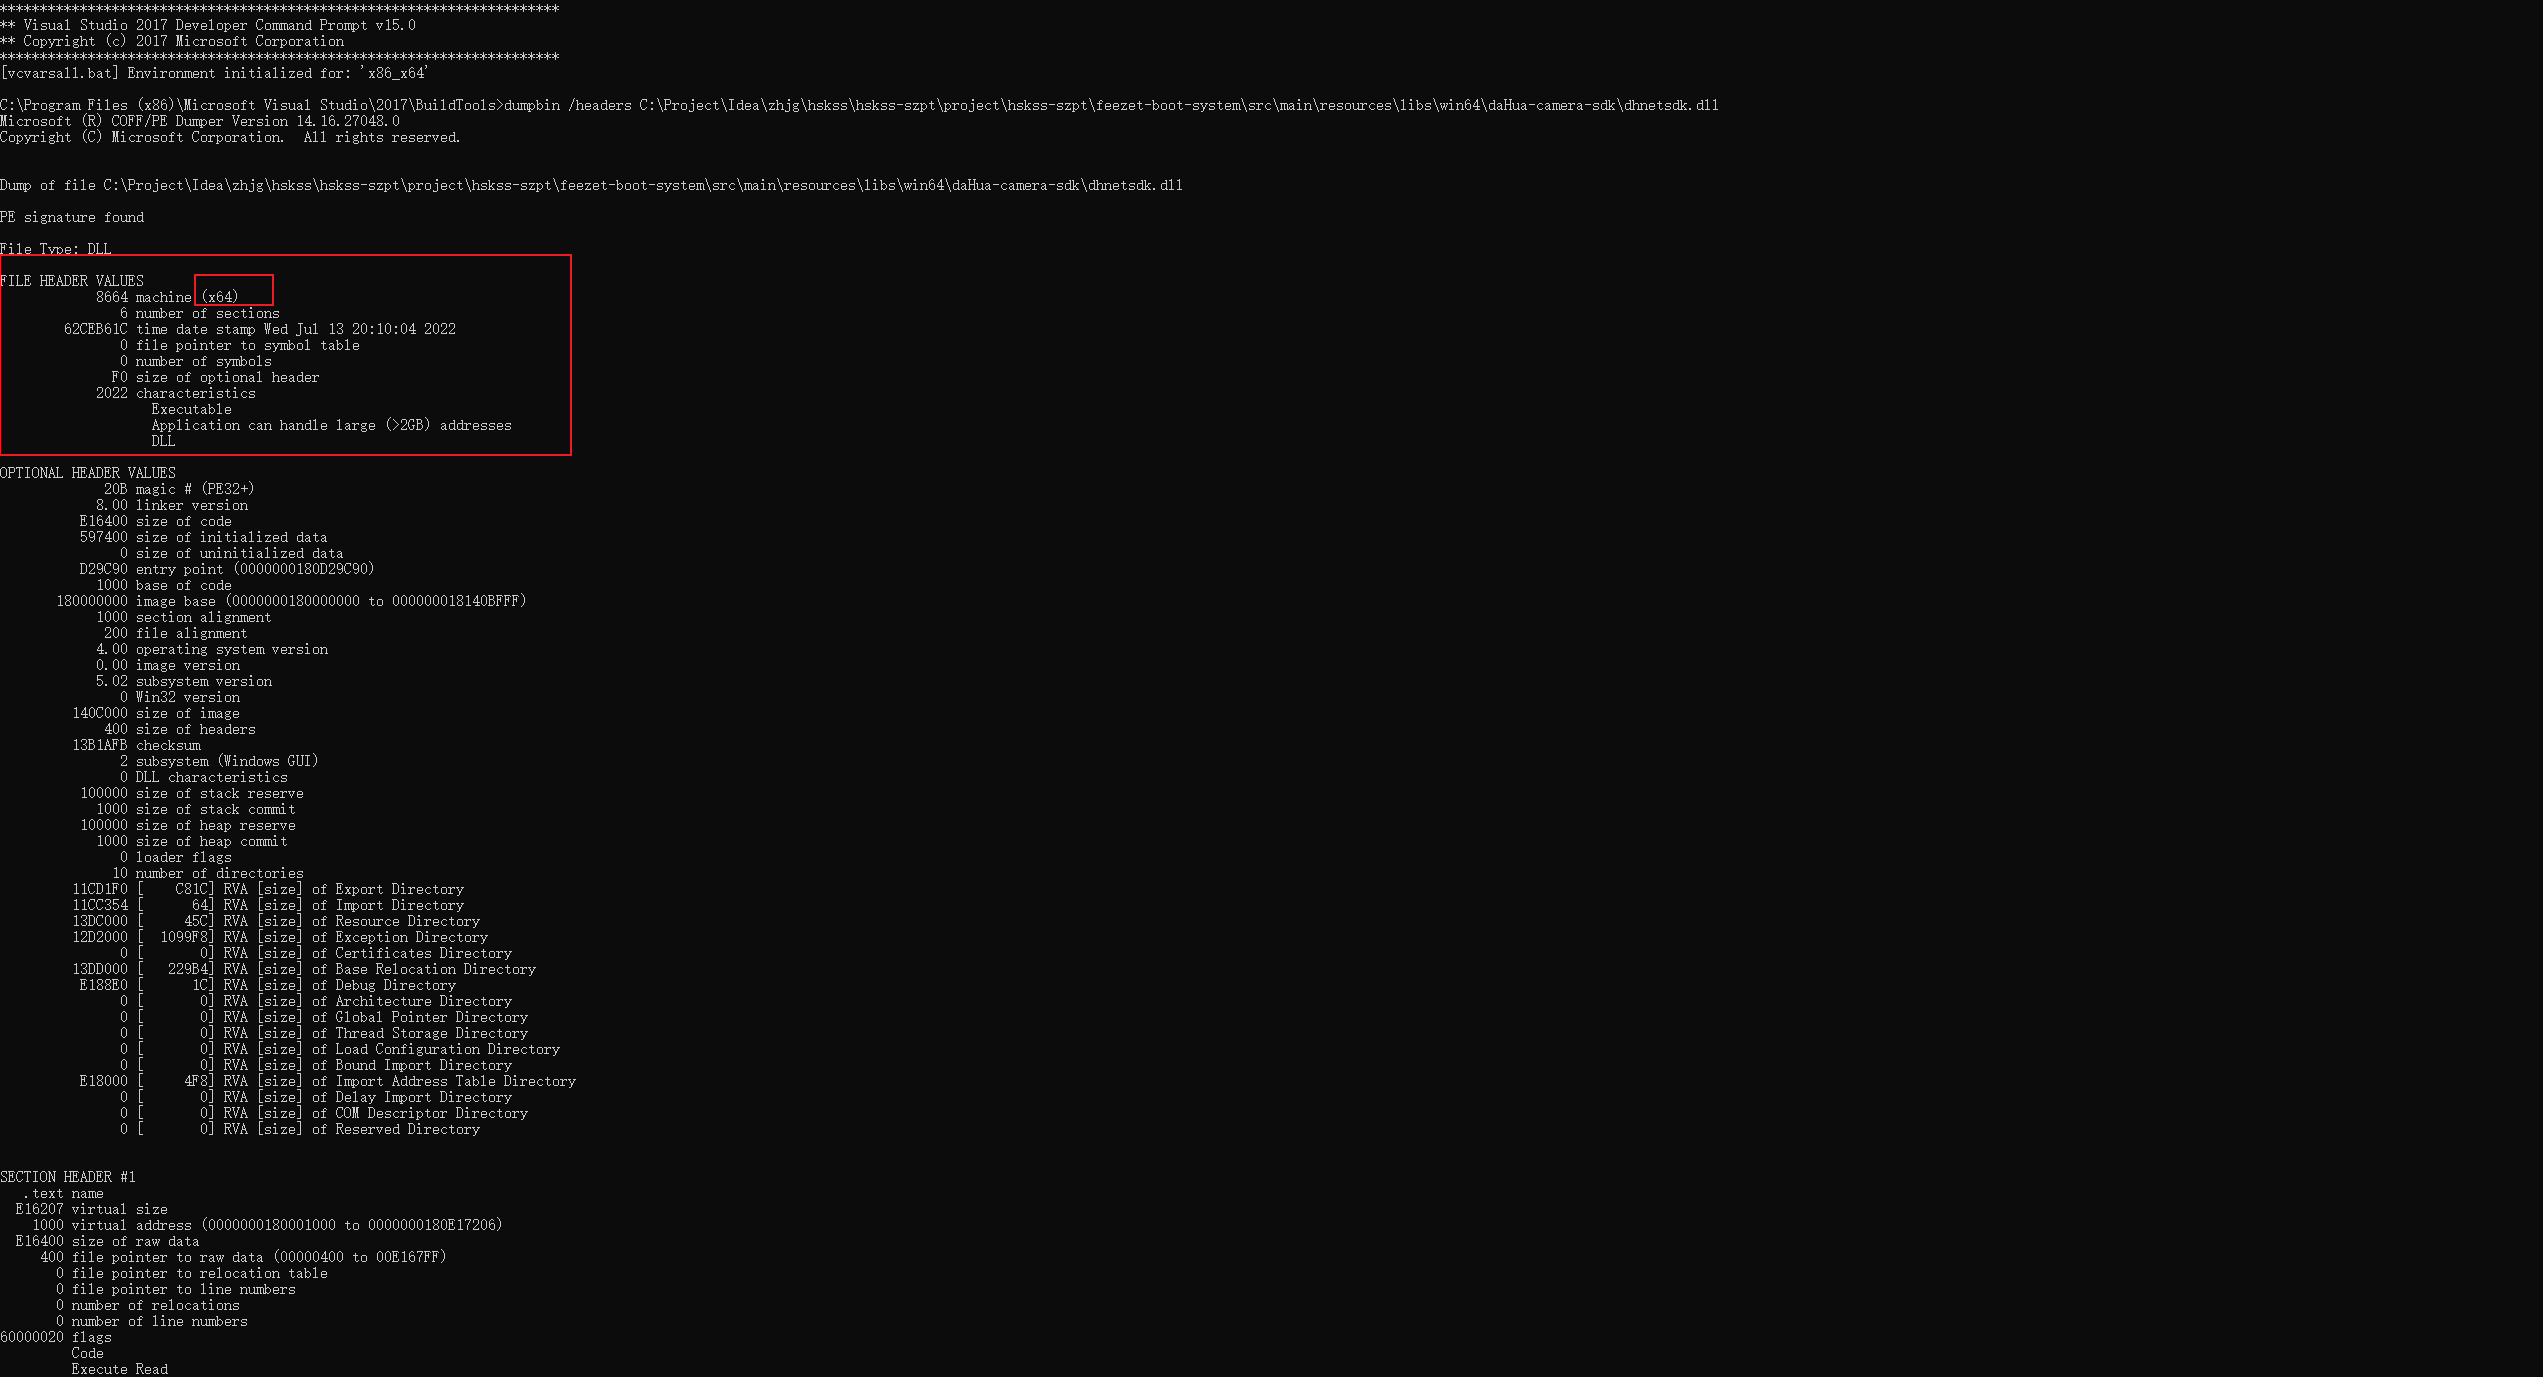 ***********************************************************************
** Visual Studio 2017 Developer Command Prompt v15.0
** Copyright (c) 2017 Microsoft Corporation
***********************************************************************
[vcvarsall.bat] Environment initialized for: 'x86_x64'
C:\Program Files (x86)\Microsoft Visual Studio\2017\BuildTools>dumpbin /headers C:\Project\Idea\zhjg\hskss\hskss-szpt\project\hskss-szpt\feezet-boot-system\src\main\resources\libs\win64\daHua-camera-sdk\dhnetsdk.dll
Microsoft (R) COFF/PE Dumper Version 14.16.27048.0
Copyright (C) Microsoft Corporation.  All rights reserved.
Dump of file C:\Project\Idea\zhjg\hskss\hskss-szpt\project\hskss-szpt\feezet-boot-system\src\main\resources\libs\win64\daHua-camera-sdk\dhnetsdk.dll
PE signature found
File Type: DLL
FILE HEADER VALUES
8664 machine (x64)
6 number of sections
62CEB61C time date stamp Wed Jul 13 20:10:04 2022
0 file pointer to symbol table
0 number of symbols
F0 size of optional header
2022 characteristics
Executable
Application can handle large (>2GB) addresses
DLL
OPTIONAL HEADER VALUES
20B magic # (PE32+)
8.00 linker version
E16400 size of code
597400 size of initialized data
0 size of uninitialized data
D29C90 entry point (0000000180D29C90)
1000 base of code
180000000 image base (0000000180000000 to 000000018140BFFF)
1000 section alignment
200 file alignment
4.00 operating system version
0.00 image version
5.02 subsystem version
0 Win32 version
140C000 size of image
400 size of headers
13B1AFB checksum
2 subsystem (Windows GUI)
0 DLL characteristics
100000 size of stack reserve
1000 size of stack commit
100000 size of heap reserve
1000 size of heap commit
0 loader flags
10 number of directories
11CD1F0 [    C81C] RVA [size] of Export Directory
11CC354 [      64] RVA [size] of Import Directory
13DC000 [     45C] RVA [size] of Resource Directory
12D2000 [  1099F8] RVA [size] of Exception Directory
0 [       0] RVA [size] of Certificates Directory
13DD000 [   229B4] RVA [size] of Base Relocation Directory
E188E0 [      1C] RVA [size] of Debug Directory
0 [       0] RVA [size] of Architecture Directory
0 [       0] RVA [size] of Global Pointer Directory
0 [       0] RVA [size] of Thread Storage Directory
0 [       0] RVA [size] of Load Configuration Directory
0 [       0] RVA [size] of Bound Import Directory
E18000 [     4F8] RVA [size] of Import Address Table Directory
0 [       0] RVA [size] of Delay Import Directory
0 [       0] RVA [size] of COM Descriptor Directory
0 [       0] RVA [size] of Reserved Directory
SECTION HEADER #1
.text name
E16207 virtual size
1000 virtual address (0000000180001000 to 0000000180E17206)
E16400 size of raw data
400 file pointer to raw data (00000400 to 00E167FF)
0 file pointer to relocation table
0 file pointer to line numbers
0 number of relocations
0 number of line numbers
60000020 flags
Code
Execute Read